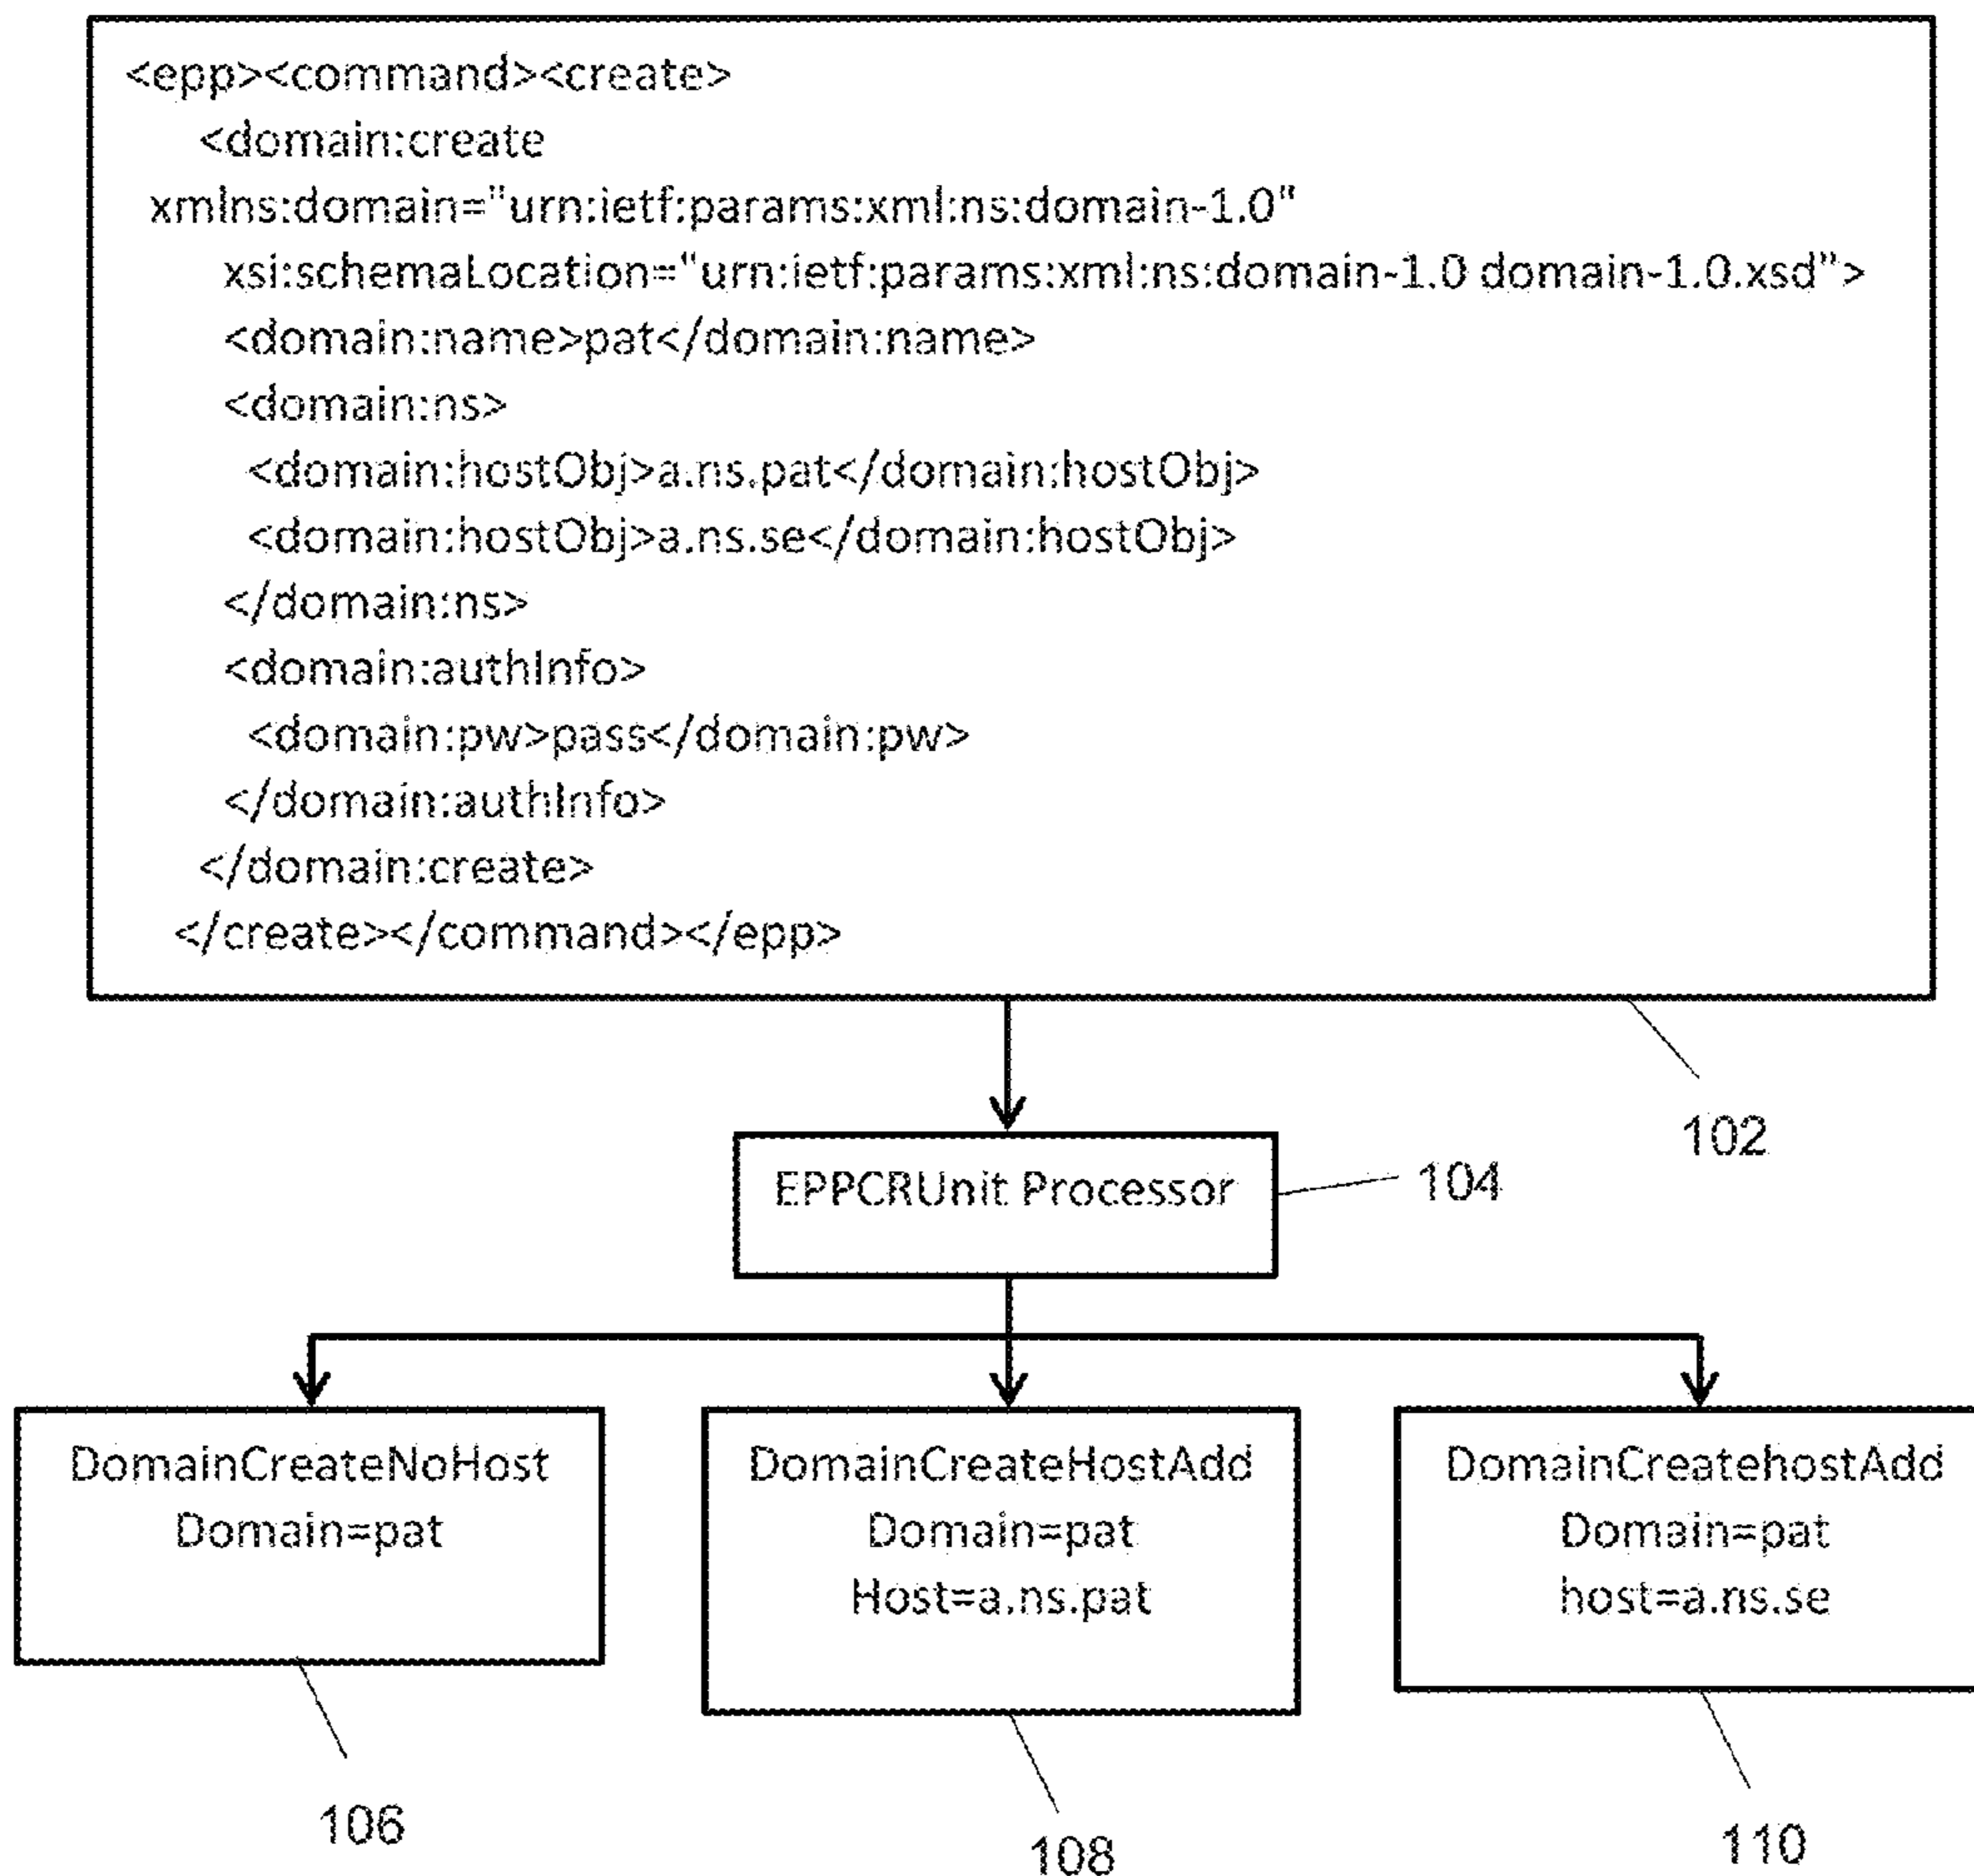 <epp><command><create>
<domain:create
xmlns:domain="urn:ietf:params:xml:ns:domain-1.0"
xsi:schemaLocation="urn:ietf:params:xml:ns:domain-1.0 domain-1.0.xsd">
<domain:name>pat</domain:name>
<domain:ns>
<domain:hostObj>a.ns.pat</domain:hostObj>
<domain:hostObj>a.ns.se</domain:hostObj>
</domain:ns>
<domain:authInfo>
<domain:pw>pass</domain:pw>
</domain:authInfo>
</domain:create>
</create></command></epp>
102
EPPCRUnit Processor
104
DomainCreateNoHost
Domain=pat
106
DomainCreateHostAdd
Domain=pat
Host=a.ns.pat
108
DomainCreatehostAdd
Domain=pat
host=a.ns.se
110